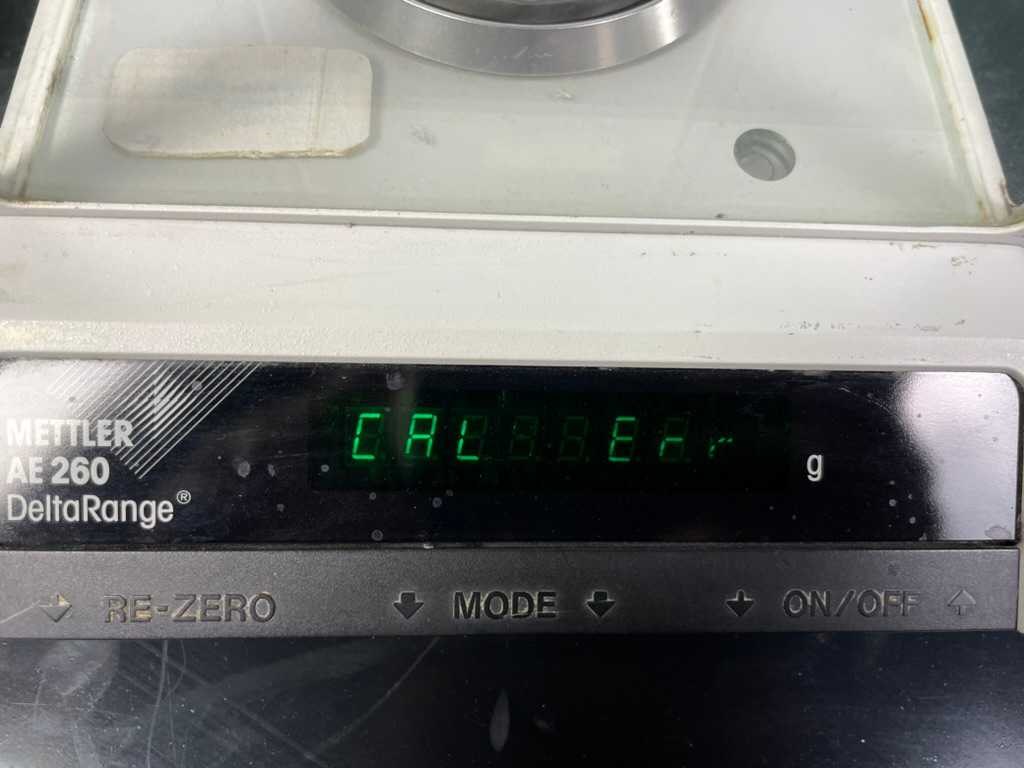 METTLER
AE 260
DeltaRange®
CAL Err
g
RE-ZERO
MODE
ON/OFF